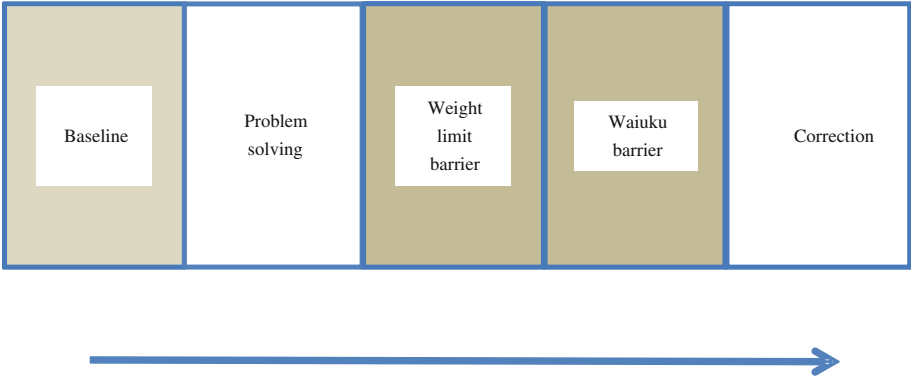 Baseline
Problem
solving
Weight
limit
barrier
Waiuku
barrier
Correction